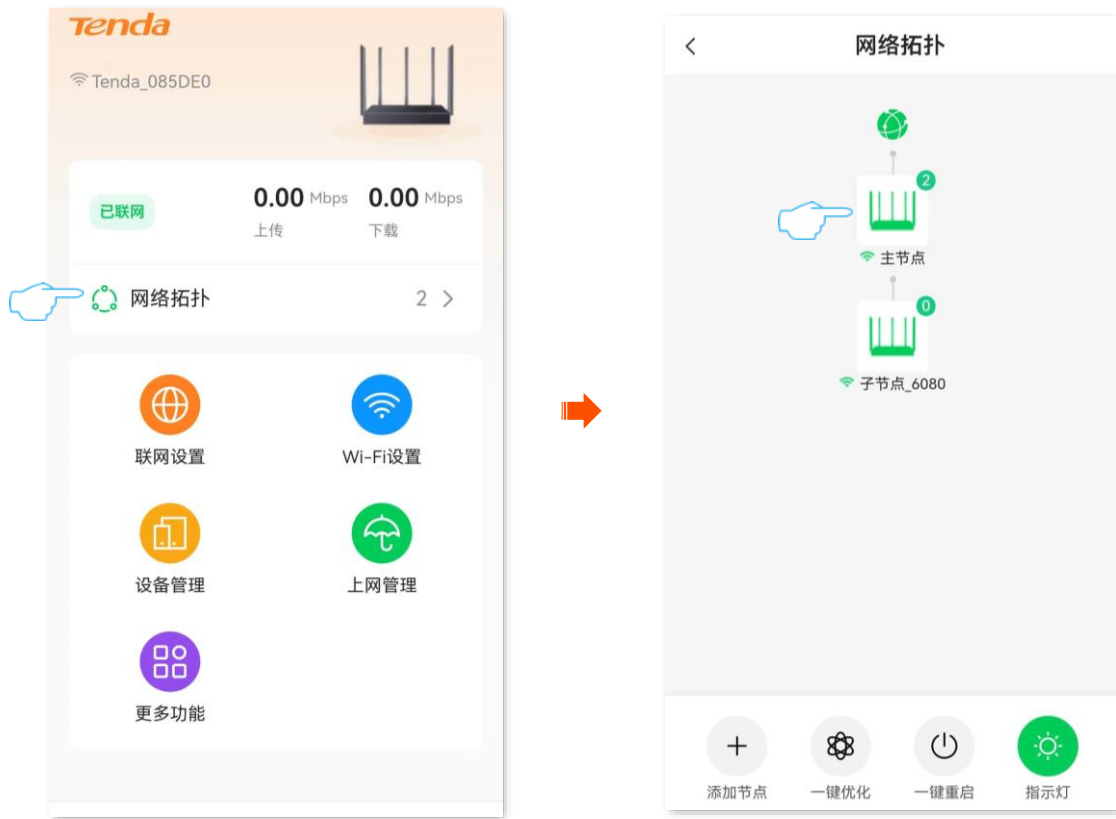 Tenda
Tenda_085DE0
已联网
0.00 Mbps 0.00 Mbps
上传 下载
网络拓扑 2
联网设置 Wi-Fi设置
设备管理 上网管理
更多功能
网络拓扑
2
主节点
0
子节点_6080
添加节点 一键优化 一键重启 指示灯